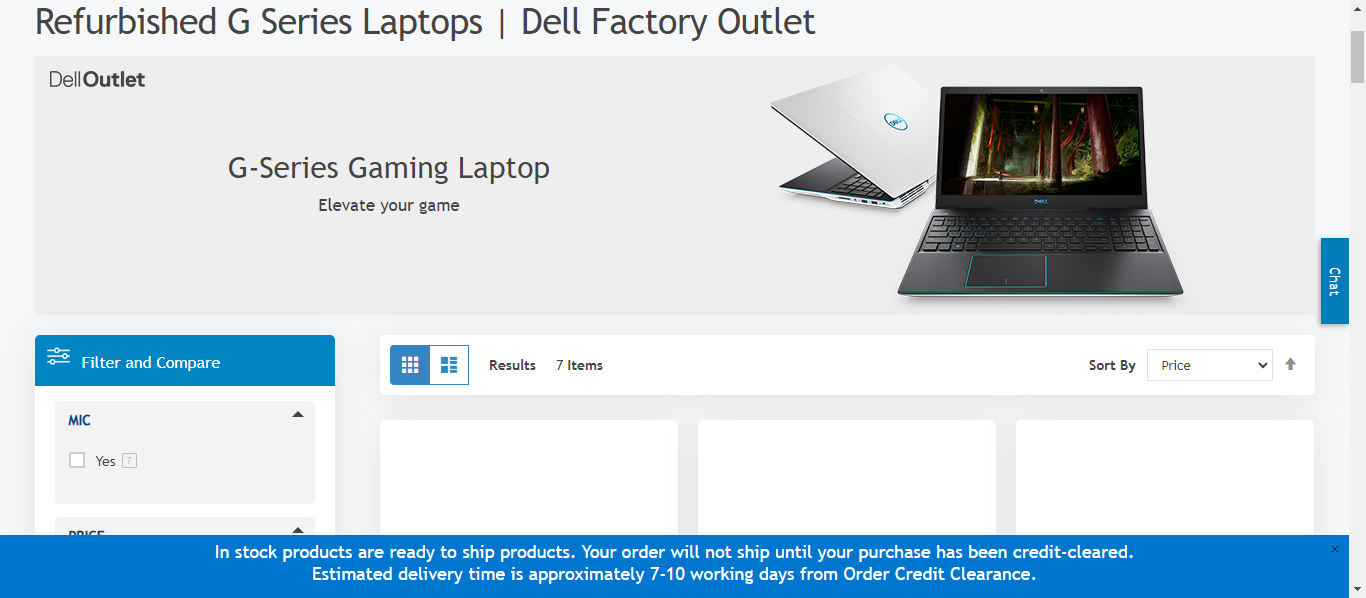 Refurbished G Series Laptops | Dell Factory Outlet
DellOutlet
G-Series Gaming Laptop
Elevate your game
DELL
DELL
Chat
Filter and Compare
Results 7 Items
Sort By Price
MIC
Yes 7
PRICE
In stock products are ready to ship products. Your order will not ship until your purchase has been credit-cleared.
Estimated delivery time is approximately 7-10 working days from Order Credit Clearance.